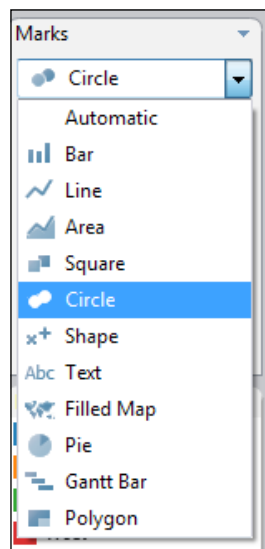 Marks
Circle
Automatic
Bar
Line
Area
Square
Circle
Shape
Abc Text
Filled Map
Pie
Gantt Bar
Polygon